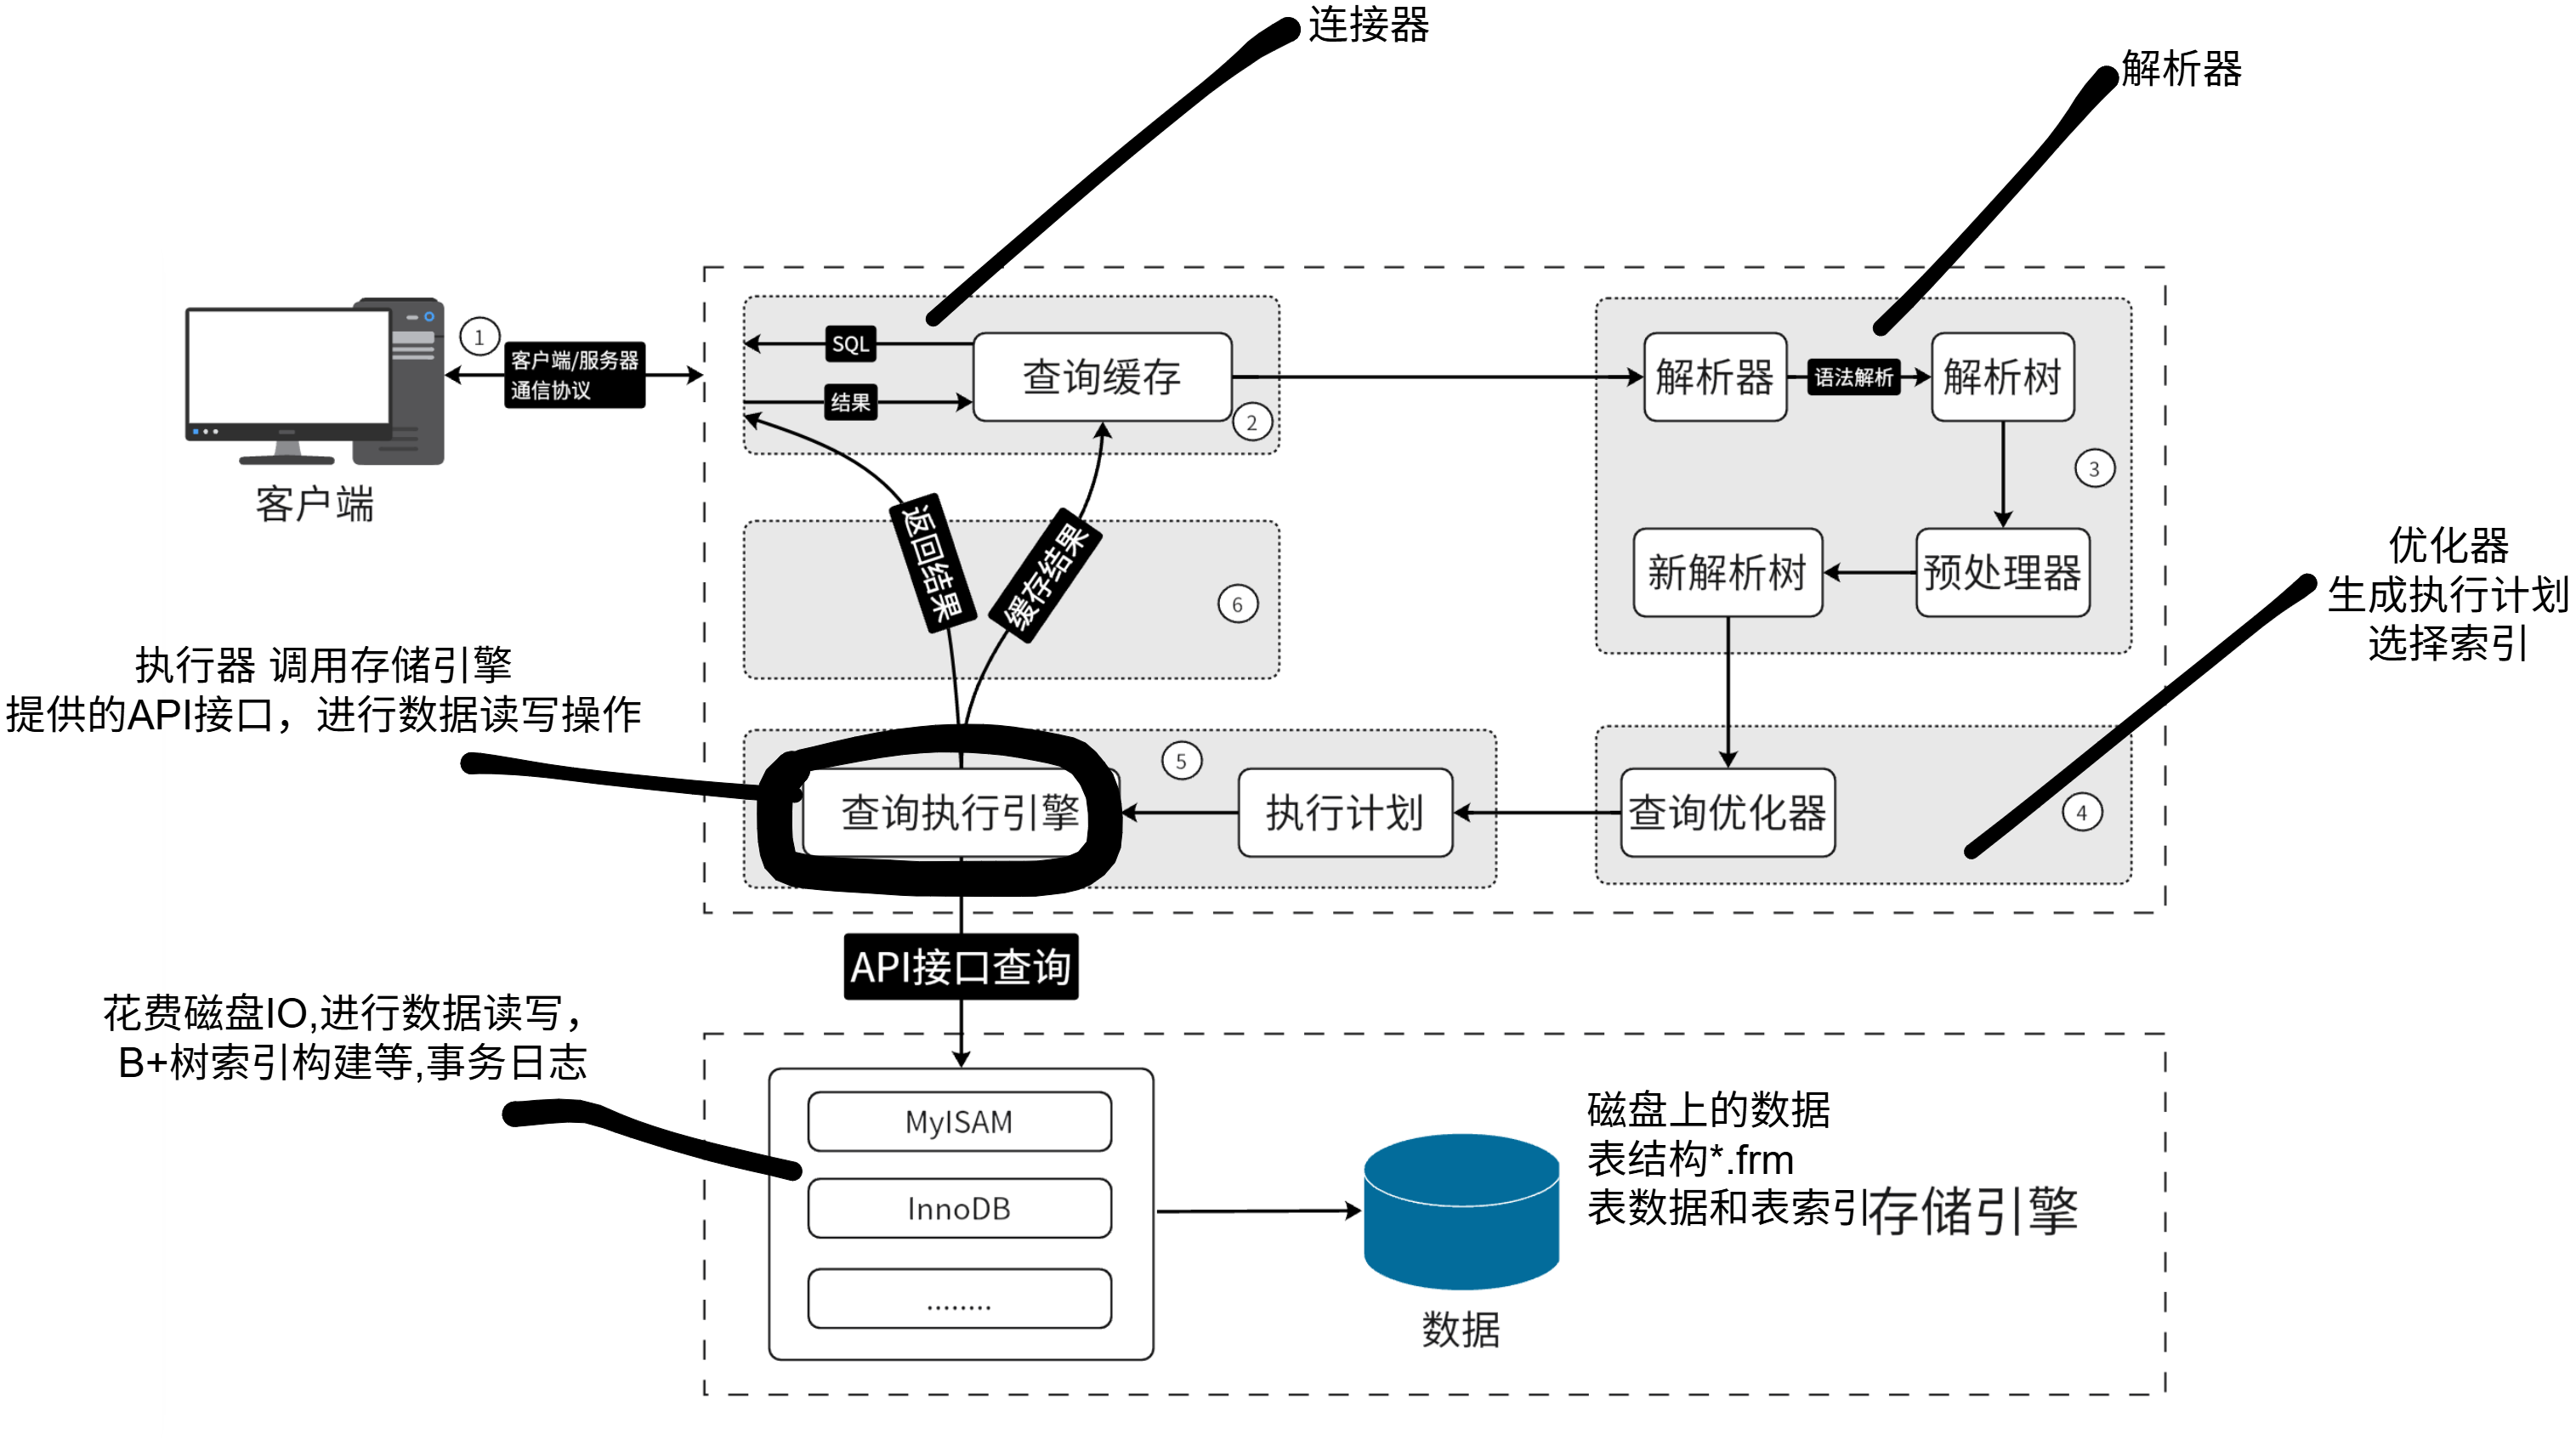 连接器
解析器
1
客户端/服务器
通信协议
客户端
SQL
结果
查询缓存
2
解析器
语法解析
解析树
3
新解析树
预处理器
返回结果
缓存结果
6
优化器
生成执行计划
选择索引
执行器 调用存储引擎
提供的API接口，进行数据读写操作
查询执行引擎
5
执行计划
查询优化器
4
API接口查询
花费磁盘IO,进行数据读写，
B+树索引构建等,事务日志
MyISAM
InnoDB
........
数据
磁盘上的数据
表结构*.frm
表数据和表索引
存储引擎